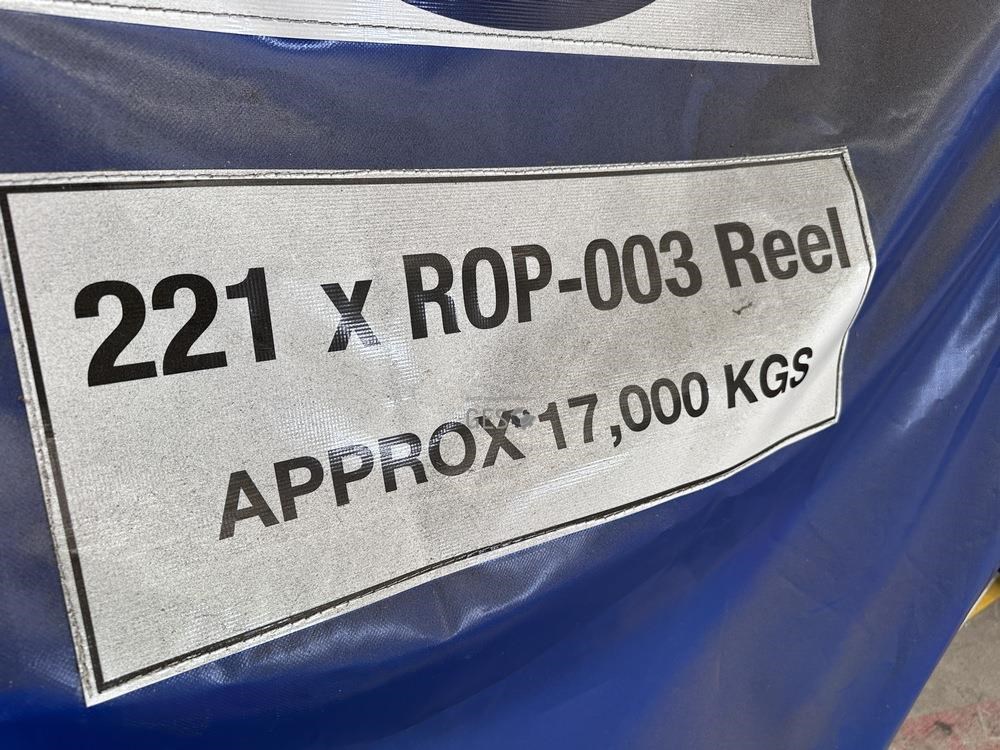 221 x ROP-003 Reel
APPROX 17,000 KGS